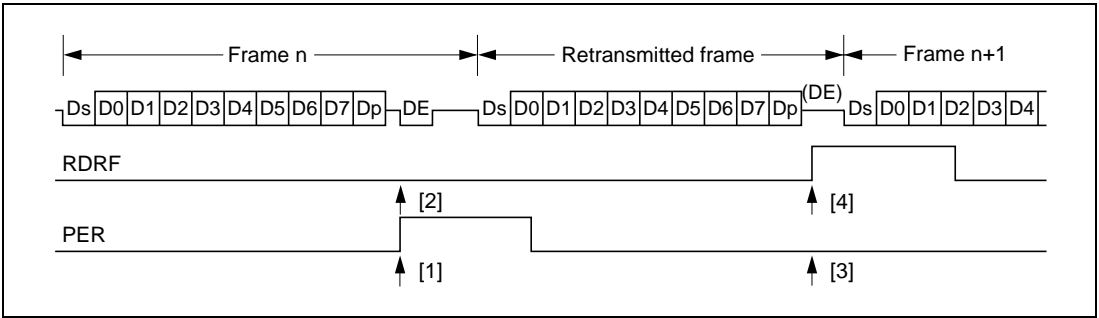 Frame n Retransmitted frame Frame n+1
Ds D0 D1 D2 D3 D4 D5 D6 D7 Dp DE Ds D0 D1 D2 D3 D4 D5 D6 D7 Dp (DE) Ds D0 D1 D2 D3 D4
RDRF
[2] [4]
PER
[1] [3]